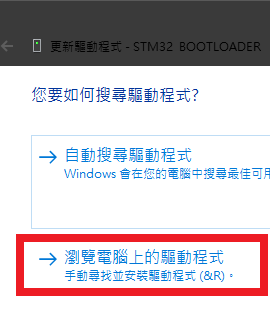 更新驅動程式 - STM32 BOOTLOADER
您要如何搜尋驅動程式?
自動搜尋驅動程式
Windows 會在您的電腦中搜尋最佳可用
瀏覽電腦上的驅動程式
手動尋找並安裝驅動程式 (&R)。